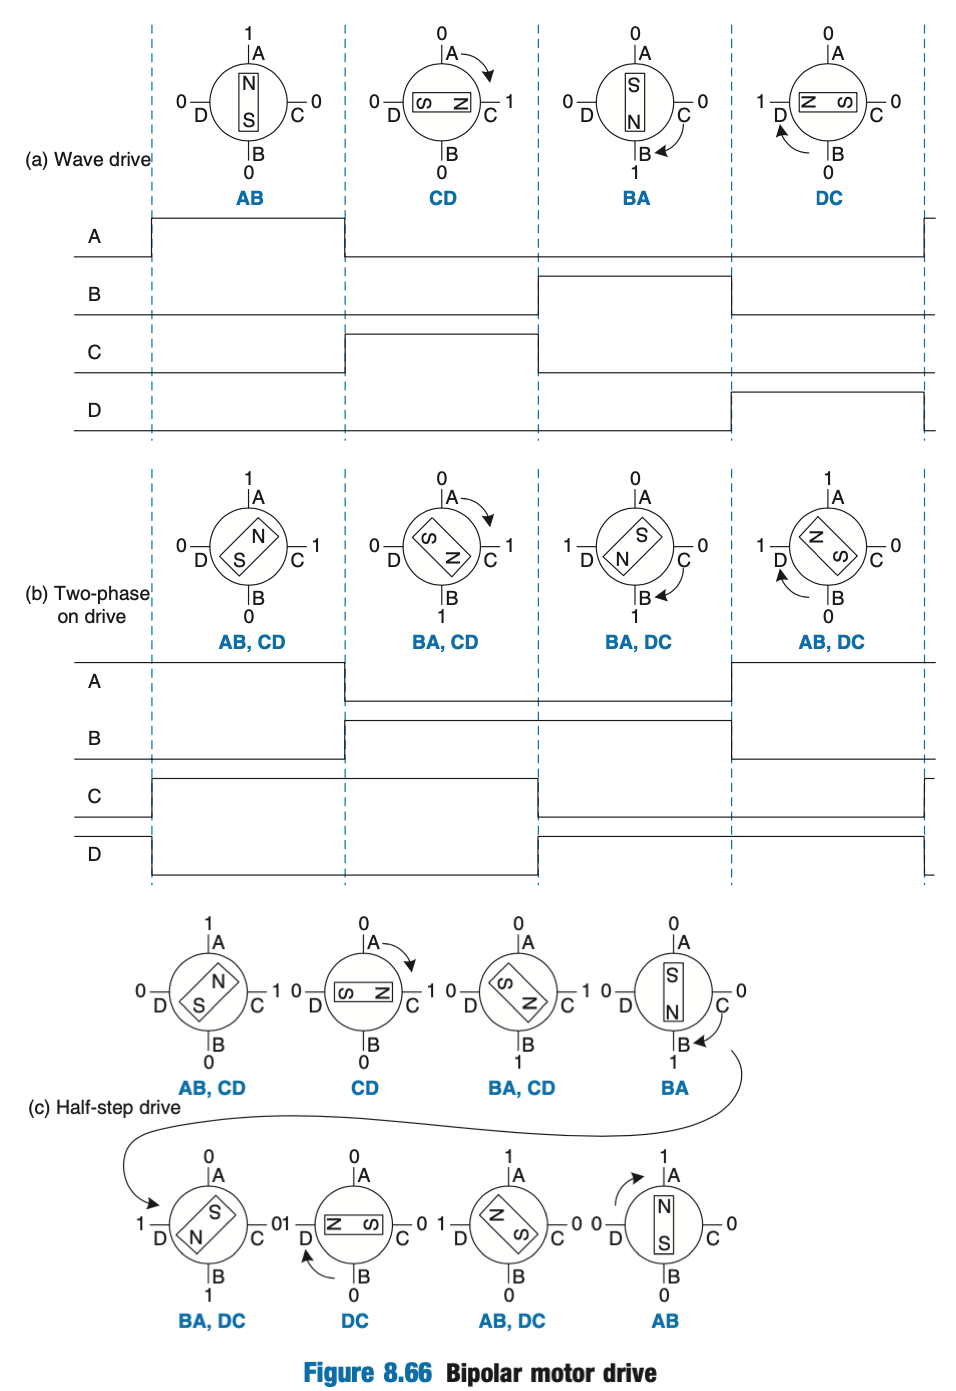 1 0 0 0
A A A A
N S N S S N N S
0 D C 0 0 D C 1 0 D C 0 1 D C 0
B B B B
(a) Wave drive
0 0 1 0
AB CD BA DC
A
B
C
D
1 0 0 1
A A A A
N S S N S N N S
0 D C 1 0 D C 1 1 D C 0 1 D C 0
(b) Two-phase
on drive
B B B B
0 1 1 0
AB, CD BA, CD BA, DC AB, DC
A
B
C
D
1 0 0 0
A A A A
N S S N S N S N
0 D C 1 0 D C 1 0 D C 1 0 D C 0
B B B B
0 0 1 1
AB, CD CD BA, CD BA
(c) Half-step drive
0 0 1 1
A A A A
S N N S N S N S
1 D C 0 1 D C 0 1 D C 0 0 D C 0
B B B B
1 0 0 0
BA, DC DC AB, DC AB
Figure 8.66 Bipolar motor drive